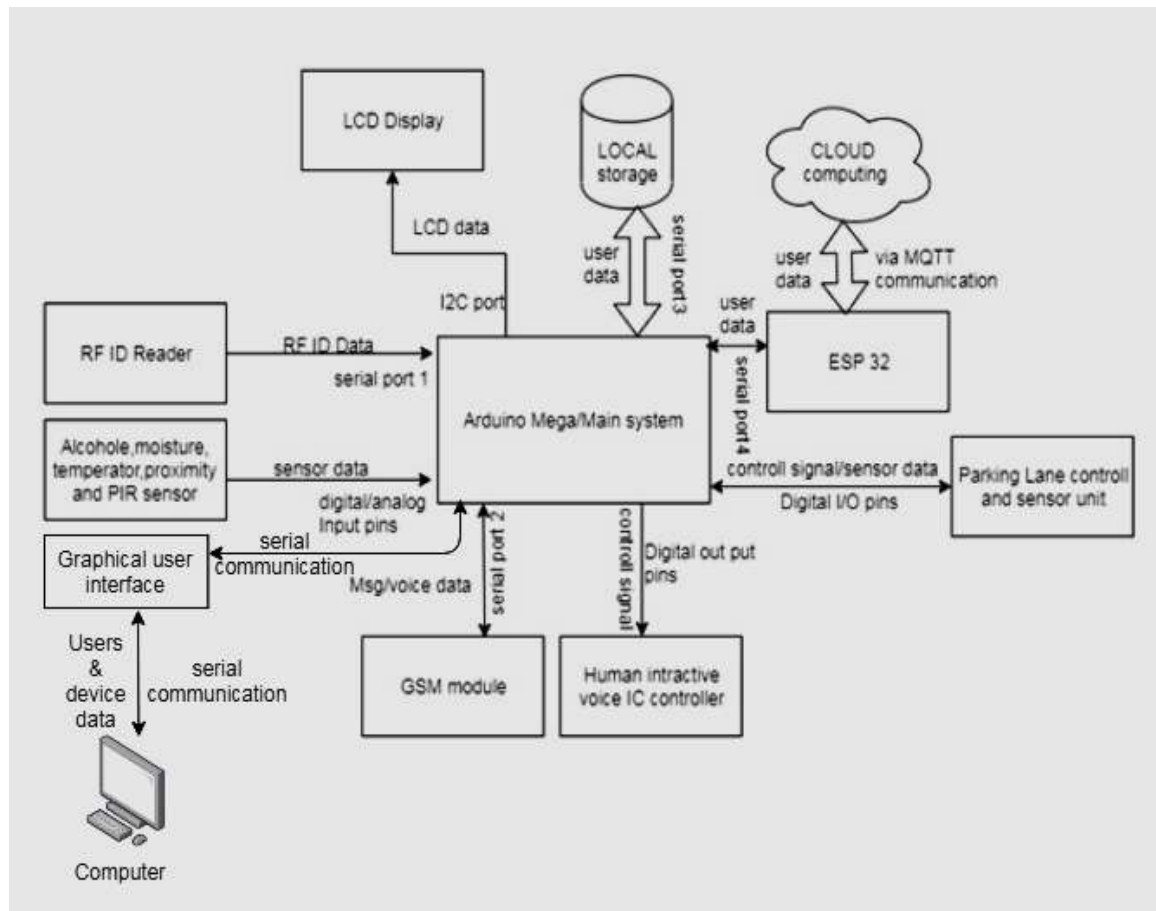 LCD Display
LOCAL
storage
CLOUD
computing
LCD data
user
data
serial port3
user
data
via MQTT
communication
I2C port
user
data
RF ID Reader
RF ID Data
serial port 1
Arduino Mega/Main system
ESP 32
serial port4
Alcohole,moisture,
temperator,proximity
and PIR sensor
sensor data
digital/analog
Input pins
controll signal/sensor data
Digital I/O pins
Parking Lane controll
and sensor unit
Graphical user
interface
serial
communication
Msg/voice data
serial port 2
controll signal
Digital out put
pins
Users
&
device
data
serial
communication
GSM module
Human intractive
voice IC controller
Computer